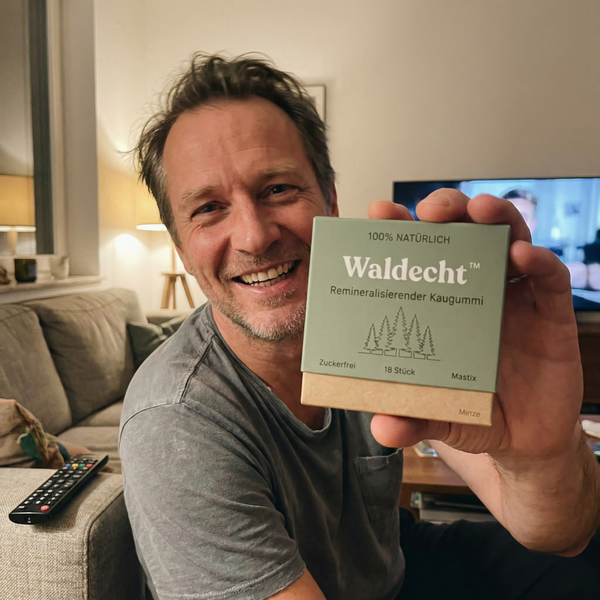 100% NATÜRLICH
Waldecht™
Remineralisierender Kaugummi
Zuckerfrei 18 Stück Mastix
Minze